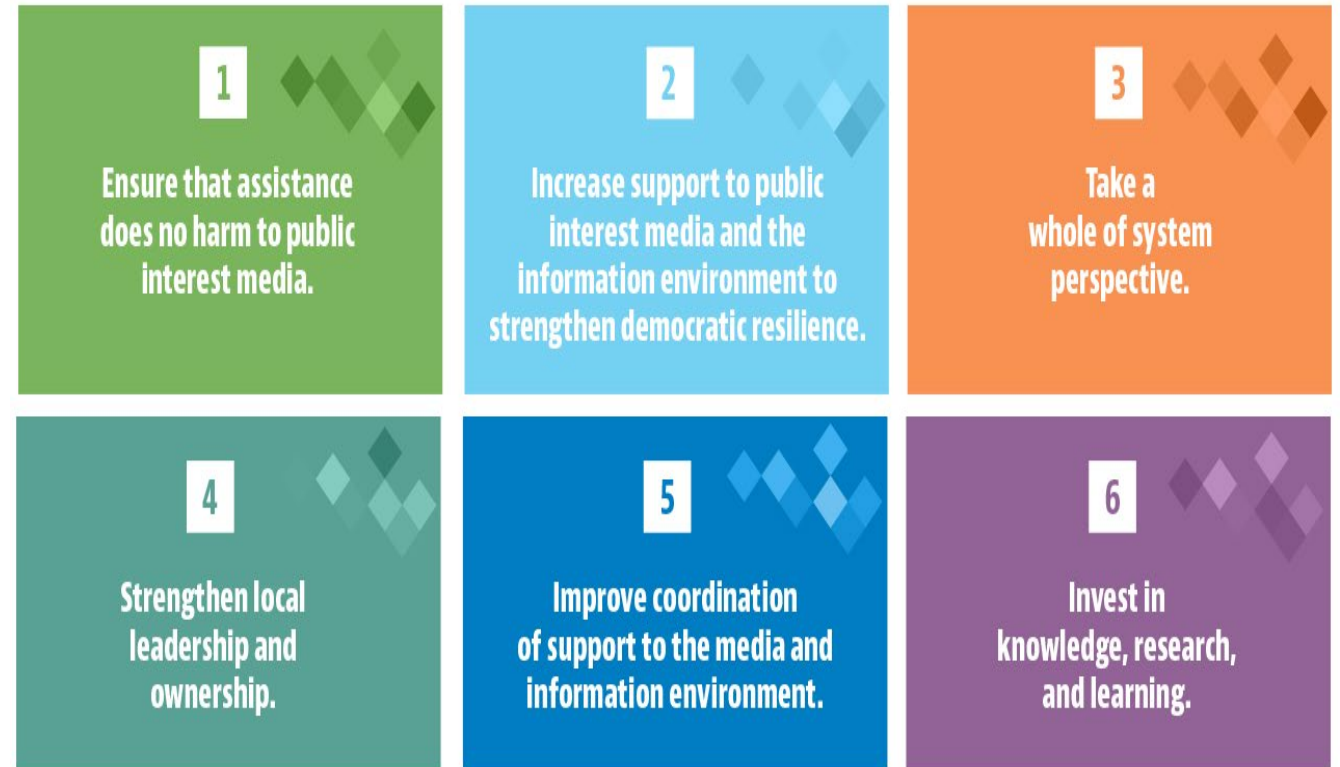 1
Ensure that assistance
does no harm to public
interest media.
2
Increase support to public
interest media and the
information environment to
strengthen democratic resilience.
3
Take a
whole of system
perspective.
4
Strengthen local
leadership and
ownership.
5
Improve coordination
of support to the media and
information environment.
6
Invest in
knowledge, research,
and learning.